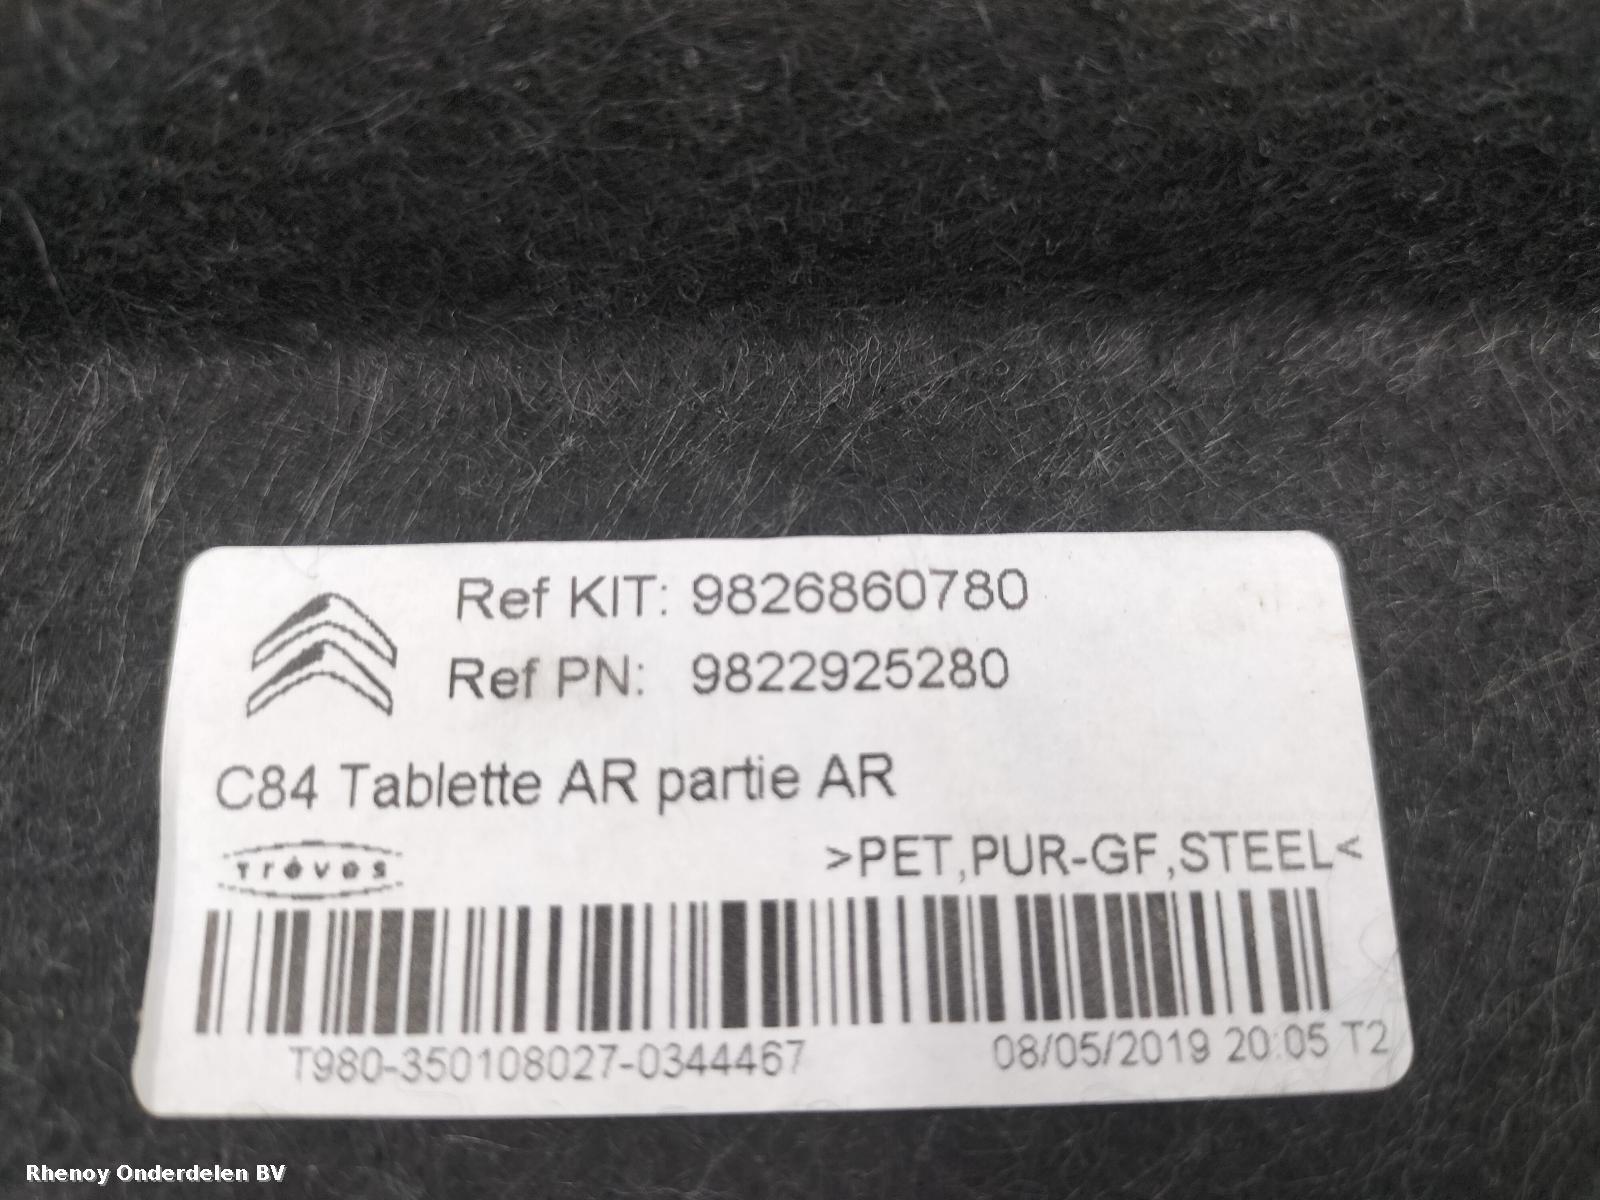 Ref KIT: 9826860780
Ref PN: 9822925280
C84 Tablette AR partie AR
Tréves
>PET,PUR-GF,STEEL<
T980-350108027-0344467
08/05/2019 20:05 T2
Rhenoy Onderdelen BV